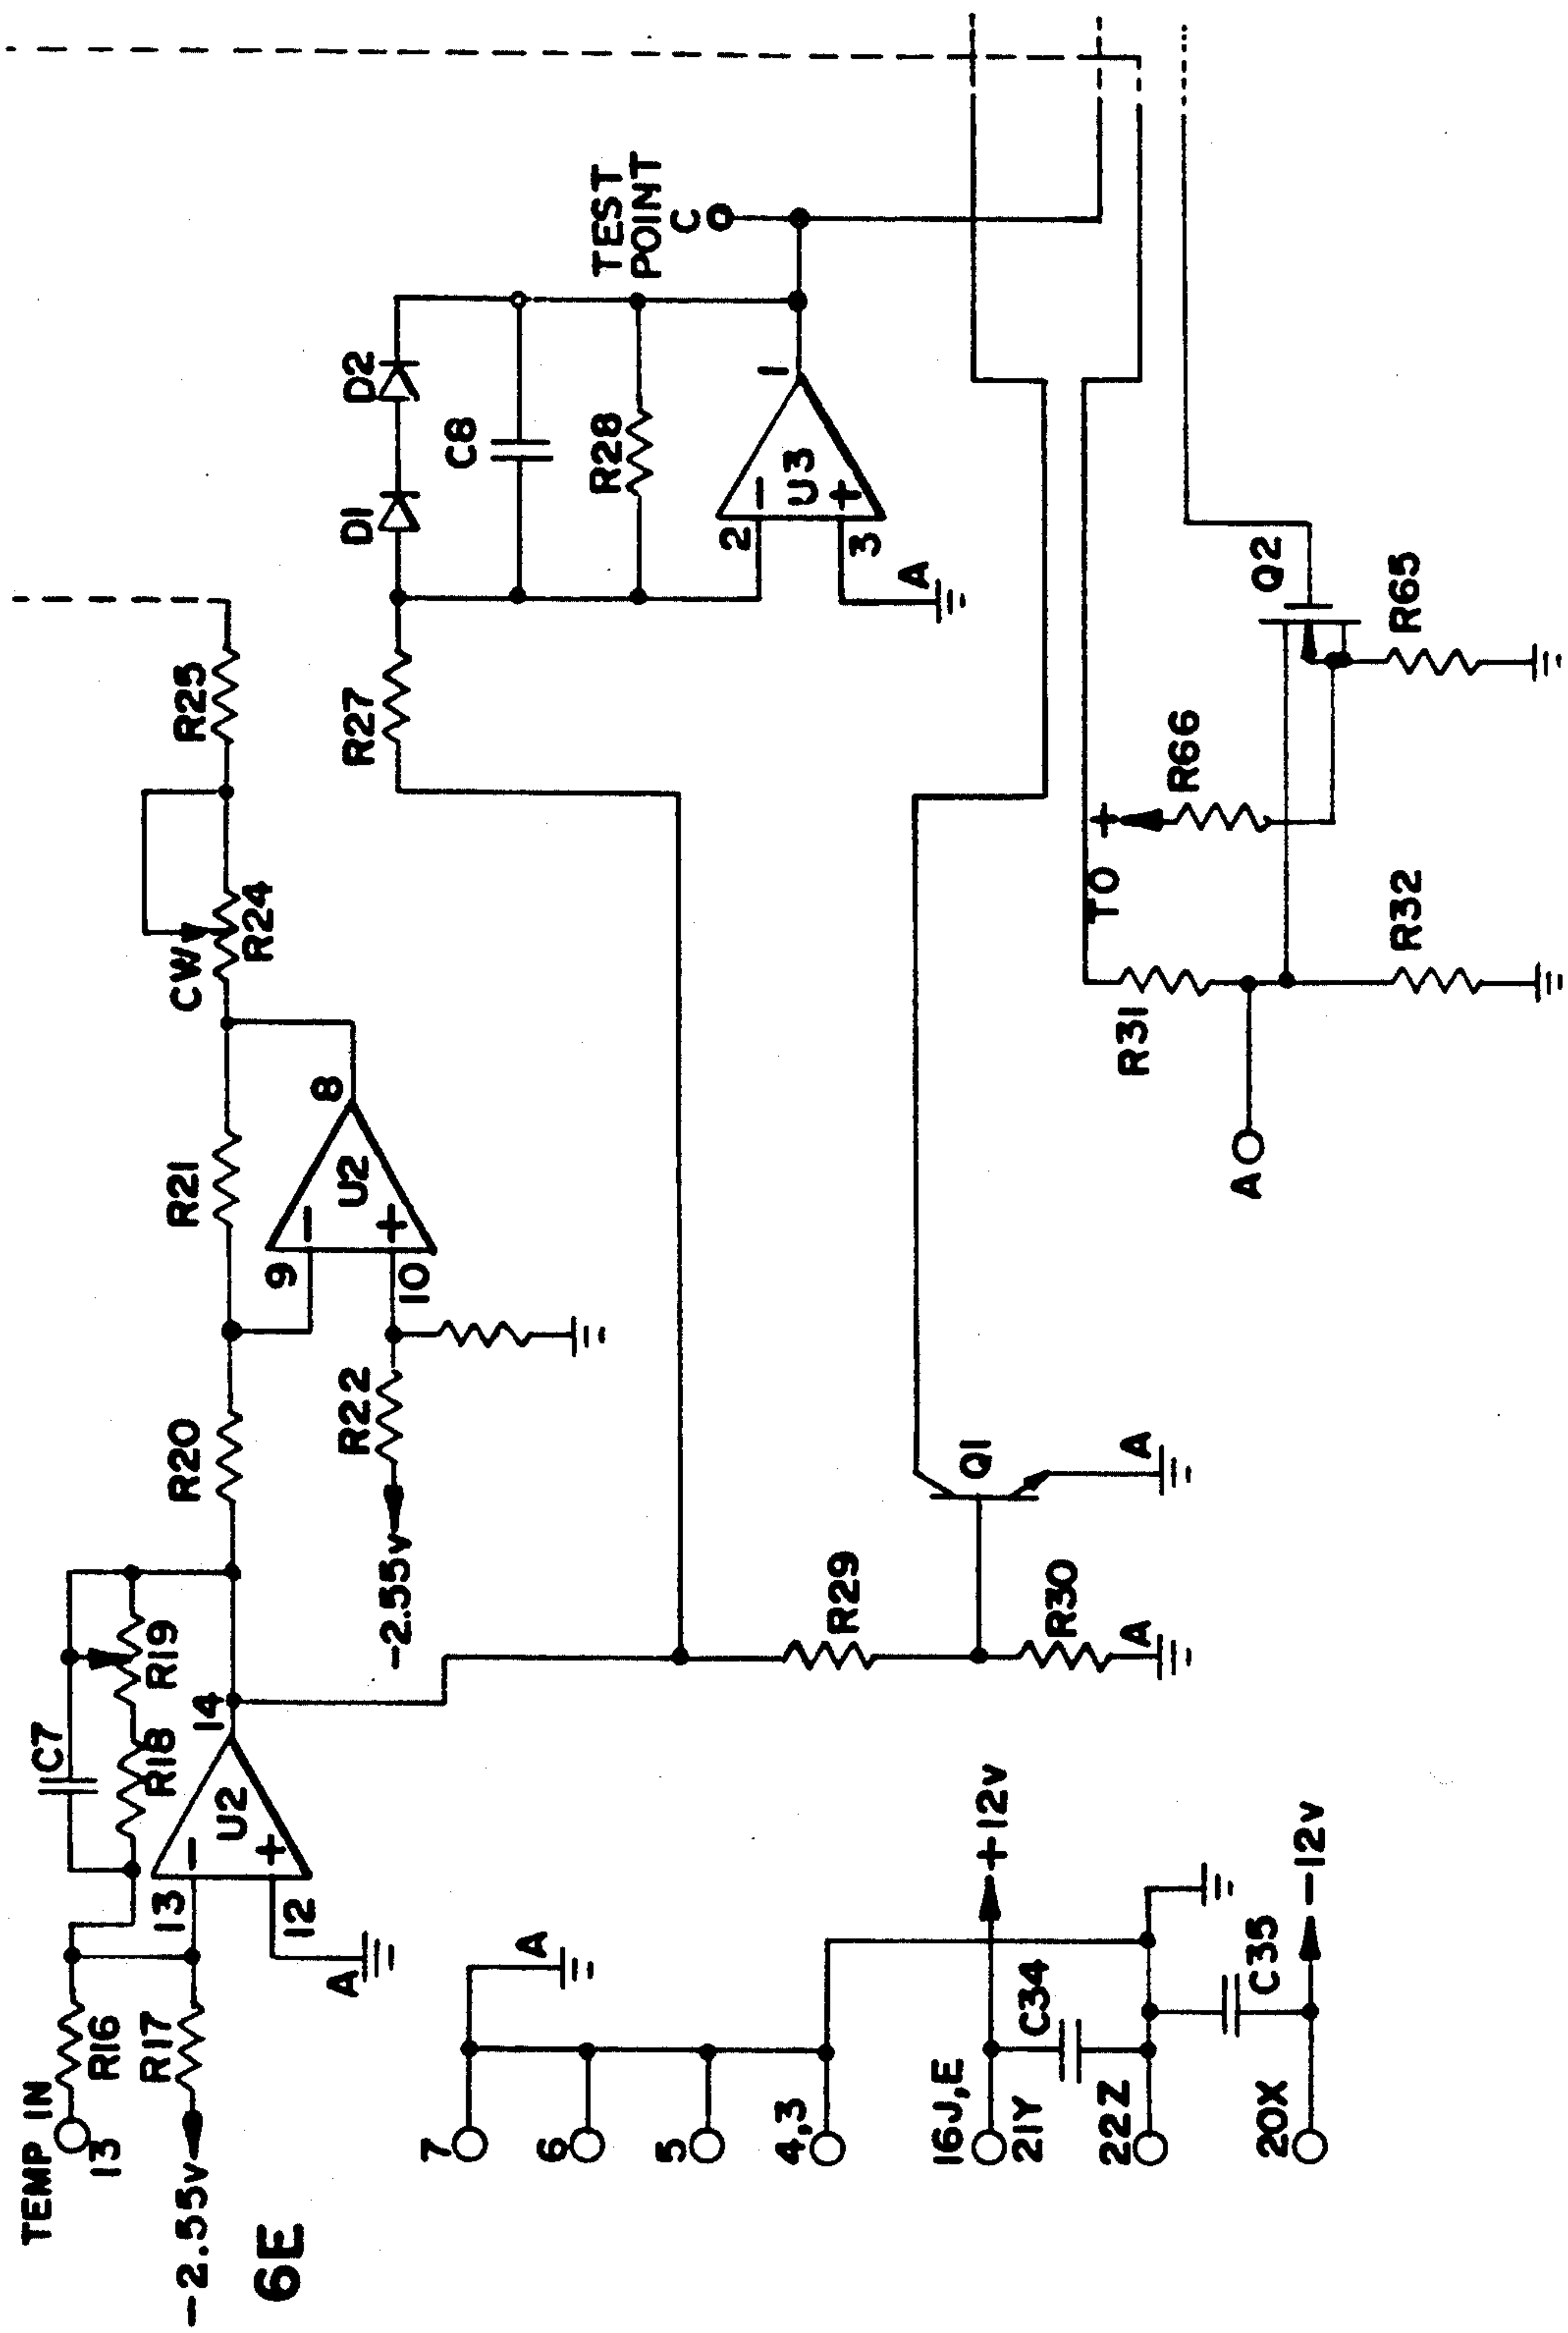 TEMP IN
13
R16
R17
-2.55v
6E
C7
R18
R19
13
12
14
U2
A
R20
R21
R22
-2.55v
9
10
8
U2
CW
R24
R25
R27
D1
D2
C8
R28
2
3
1
U3
A
TEST
POINT
C
R29
R30
A
Q1
A
7
6
5
4,3
A
16J,E
21Y
22Z
20X
C34
C35
+12v
-12v
A
R31
R32
TO +
R66
R65
Q2